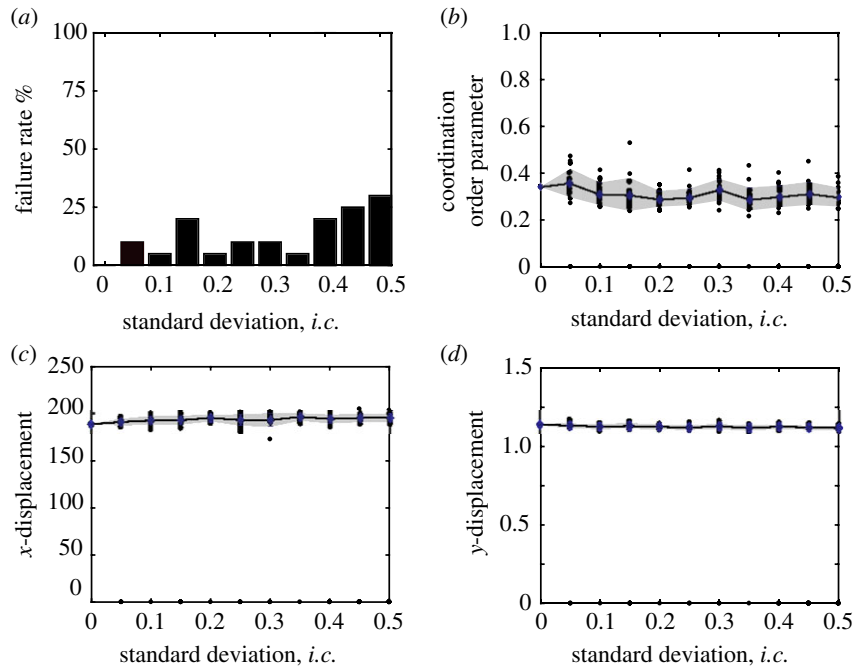 (a)
100
75
50
25
0
failure rate %
0 0.1 0.2 0.3 0.4 0.5
standard deviation, i.c.
(b)
1.0
0.8
0.6
0.4
0.2
0
coordination
order parameter
0 0.1 0.2 0.3 0.4 0.5
standard deviation, i.c.
(c)
250
200
150
100
50
0
x-displacement
0 0.1 0.2 0.3 0.4 0.5
standard deviation, i.c.
(d)
1.5
1.0
0.5
0
y-displacement
0 0.1 0.2 0.3 0.4 0.5
standard deviation, i.c.